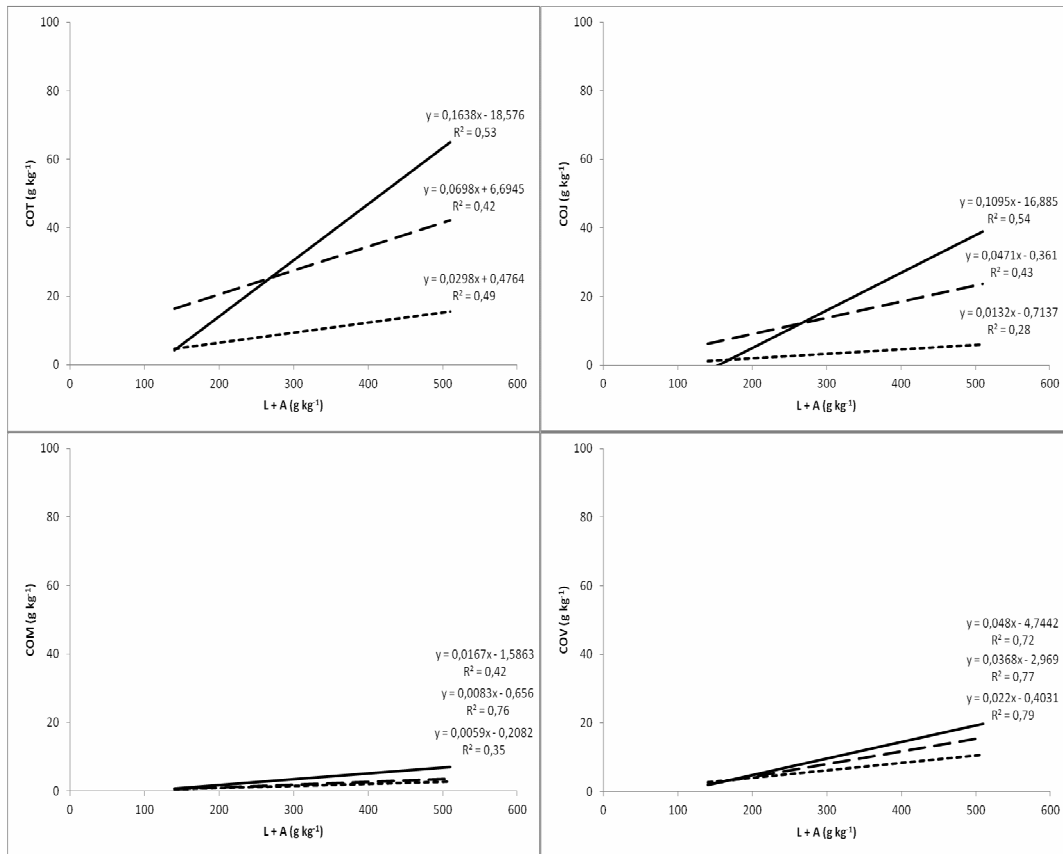 100
80
60
40
20
0
COT (g kg⁻¹)
y = 0,1638x - 18,576
R² = 0,53
y = 0,0698x + 6,6945
R² = 0,42
y = 0,0298x + 0,4764
R² = 0,49
0 100 200 300 400 500 600
L + A (g kg⁻¹)
100
80
60
40
20
0
COJ (g kg⁻¹)
y = 0,1095x - 16,885
R² = 0,54
y = 0,0471x - 0,361
R² = 0,43
y = 0,0132x - 0,7137
R² = 0,28
0 100 200 300 400 500 600
L + A (g kg⁻¹)
100
80
60
40
20
0
COM (g kg⁻¹)
y = 0,0167x - 1,5863
R² = 0,42
y = 0,0083x - 0,656
R² = 0,76
y = 0,0059x - 0,2082
R² = 0,35
0 100 200 300 400 500 600
L + A (g kg⁻¹)
100
80
60
40
20
0
COV (g kg⁻¹)
y = 0,048x - 4,7442
R² = 0,72
y = 0,0368x - 2,969
R² = 0,77
y = 0,022x - 0,4031
R² = 0,79
0 100 200 300 400 500 600
L + A (g kg⁻¹)